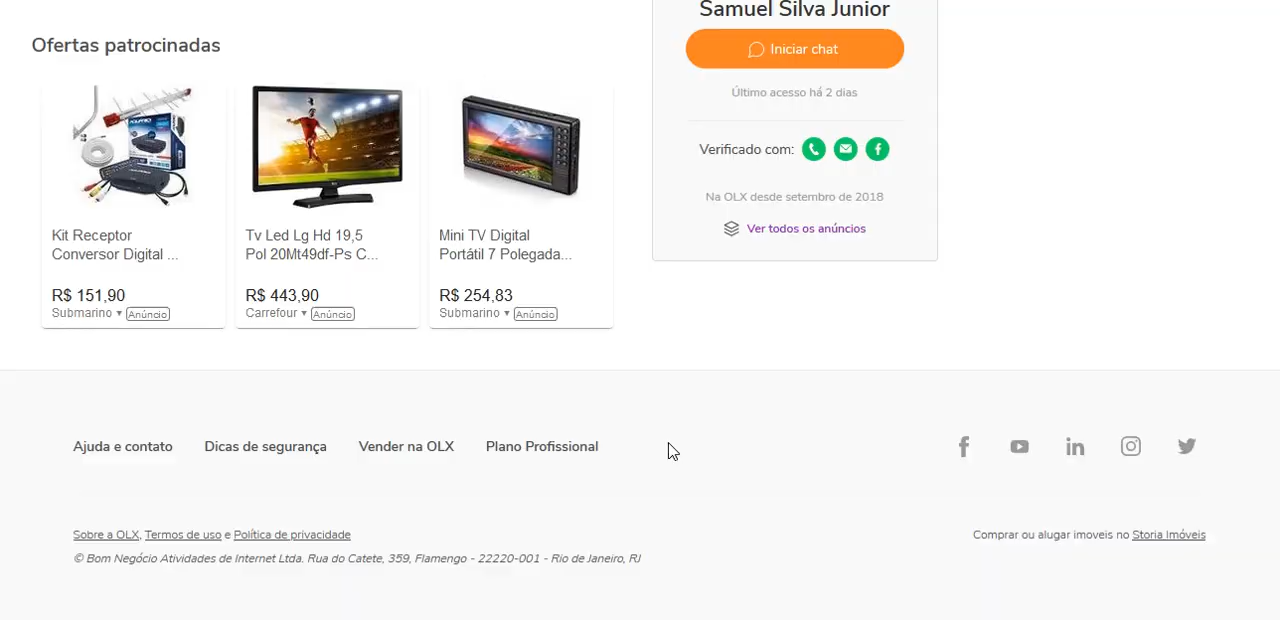 Samuel Silva Junior
Iniciar chat
Último acesso há 2 dias
Verificado com:
Na OLX desde setembro de 2018
Ver todos os anúncios
Ofertas patrocinadas
Kit Receptor
Conversor Digital ...
R$ 151,90
Submarino ▾ Anúncio
Tv Led Lg Hd 19,5
Pol 20Mt49df-Ps C...
R$ 443,90
Carrefour ▾ Anúncio
Mini TV Digital
Portátil 7 Polegada...
R$ 254,83
Submarino ▾ Anúncio
Ajuda e contato Dicas de segurança Vender na OLX Plano Profissional
Sobre a OLX, Termos de uso e Política de privacidade
© Bom Negócio Atividades de Internet Ltda. Rua do Catete, 359, Flamengo - 22220-001 - Rio de Janeiro, RJ
Comprar ou alugar imoveis no Storia Imóveis